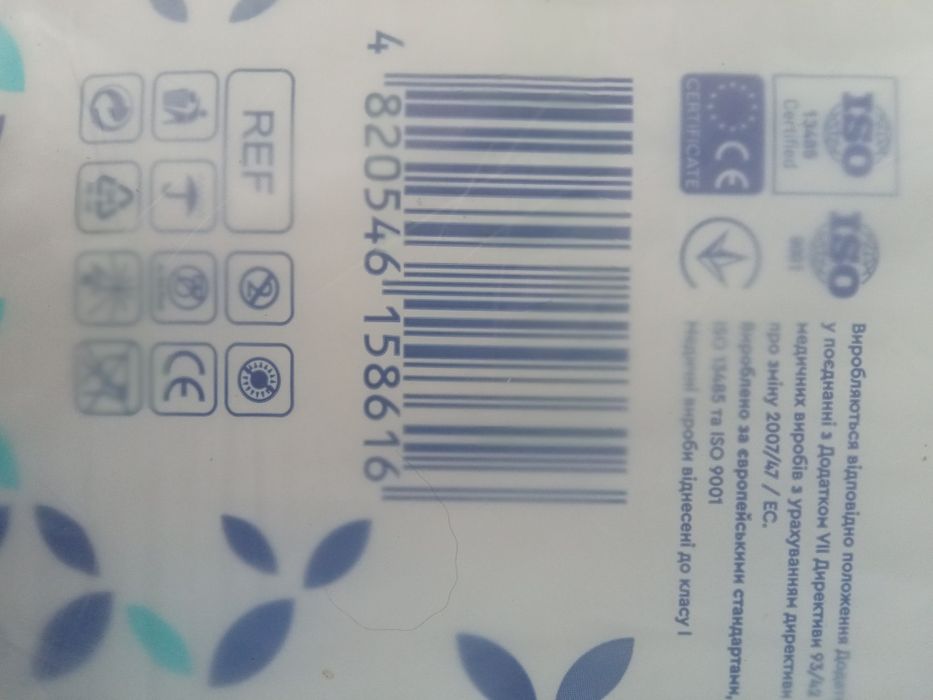 ISO
13485
Certified
CE
CERTIFICATE
ISO
9001
Виробляються відповідно положення
у поєднанні з Додатком VII Директиви 93/42
медичних виробів з урахуванням директиви
про зміну 2007/47 / EC.
Вироблено за європейськими стандартами,
ISO 13485 та ISO 9001
Медичні вироби віднесені до класу I
4 820546 158616
REF
2
CE